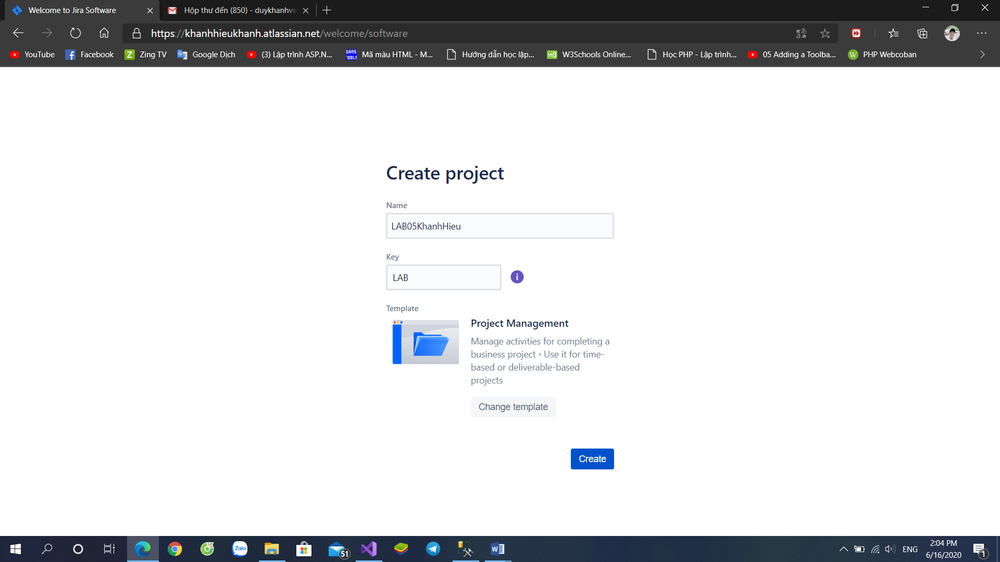 Welcome to Jira Software
Hộp thư đến (850) - duykhanhvv
https://khanhhieukhanh.atlassian.net/welcome/software
YouTube
Facebook
Zing TV
Google Dịch
(3) Lập trình ASP.N...
Mã màu HTML - M...
Hướng dẫn học lập...
W3Schools Online...
Học PHP - Lập trình...
05 Adding a Toolba...
PHP Webcoban
Create project
Name
LAB05KhanhHieu
Key
LAB
i
Template
Project Management
Manage activities for completing a
business project ◦ Use it for time-
based or deliverable-based
projects
Change template
Create
Zalo
51
ENG
2:04 PM
6/16/2020
1